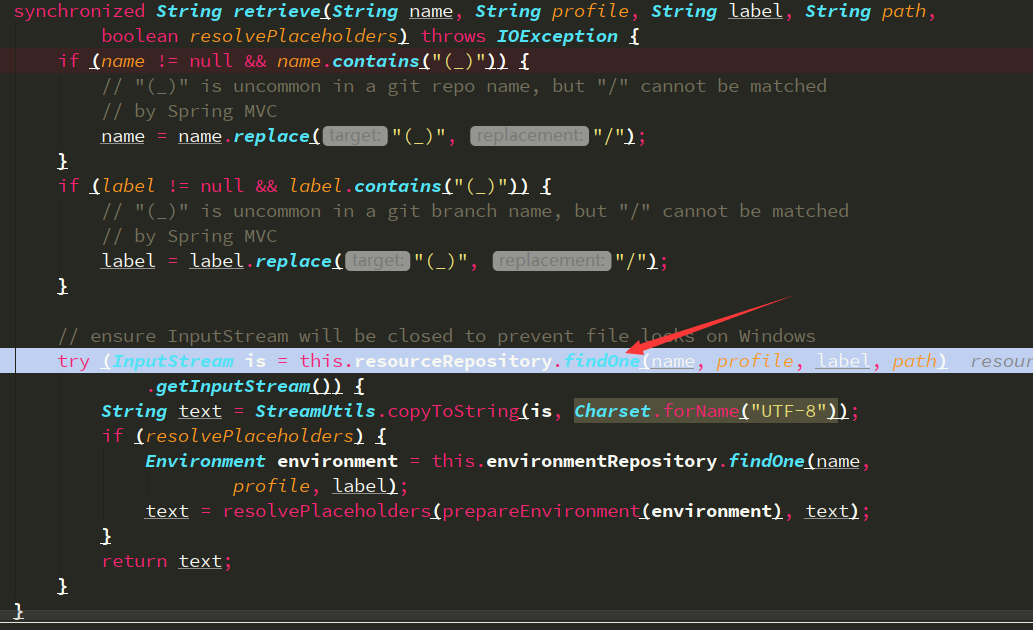 synchronized String retrieve(String name, String profile, String label, String path,
boolean resolvePlaceholders) throws IOException {
if (name != null && name.contains("(_)")) {
// "(_)" is uncommon in a git repo name, but "/" cannot be matched
// by Spring MVC
name = name.replace( target: "(_)", replacement: "/");
}
if (label != null && label.contains("(_)")) {
// "(_)" is uncommon in a git branch name, but "/" cannot be matched
// by Spring MVC
label = label.replace( target: "(_)", replacement: "/");
}
// ensure InputStream will be closed to prevent file locks on Windows
try (InputStream is = this.resourceRepository.findOne(name, profile, label, path) resour
.getInputStream()) {
String text = StreamUtils.copyToString(is, Charset.forName("UTF-8"));
if (resolvePlaceholders) {
Environment environment = this.environmentRepository.findOne(name,
profile, label);
text = resolvePlaceholders(prepareEnvironment(environment), text);
}
return text;
}
}